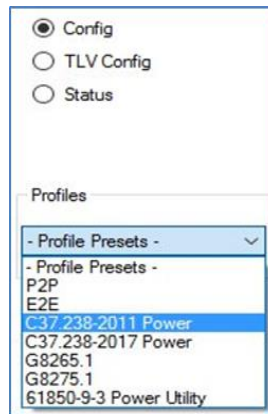 Config
TLV Config
Status
Profiles
- Profile Presets -
- Profile Presets -
P2P
E2E
C37.238-2011 Power
C37.238-2017 Power
G8265.1
G8275.1
61850-9-3 Power Utility